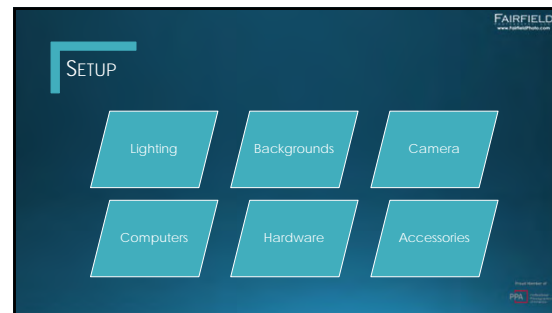 FAIRFIELD
www.FairfieldPhoto.com
SETUP
Lighting
Backgrounds
Camera
Computers
Hardware
Accessories
Proud Member of
PPA